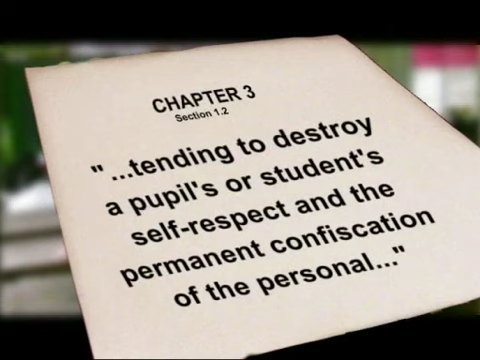 CHAPTER 3
Section 1.2
" ...tending to destroy
a pupil's or student's
self-respect and the
permanent confiscation
of the personal..."